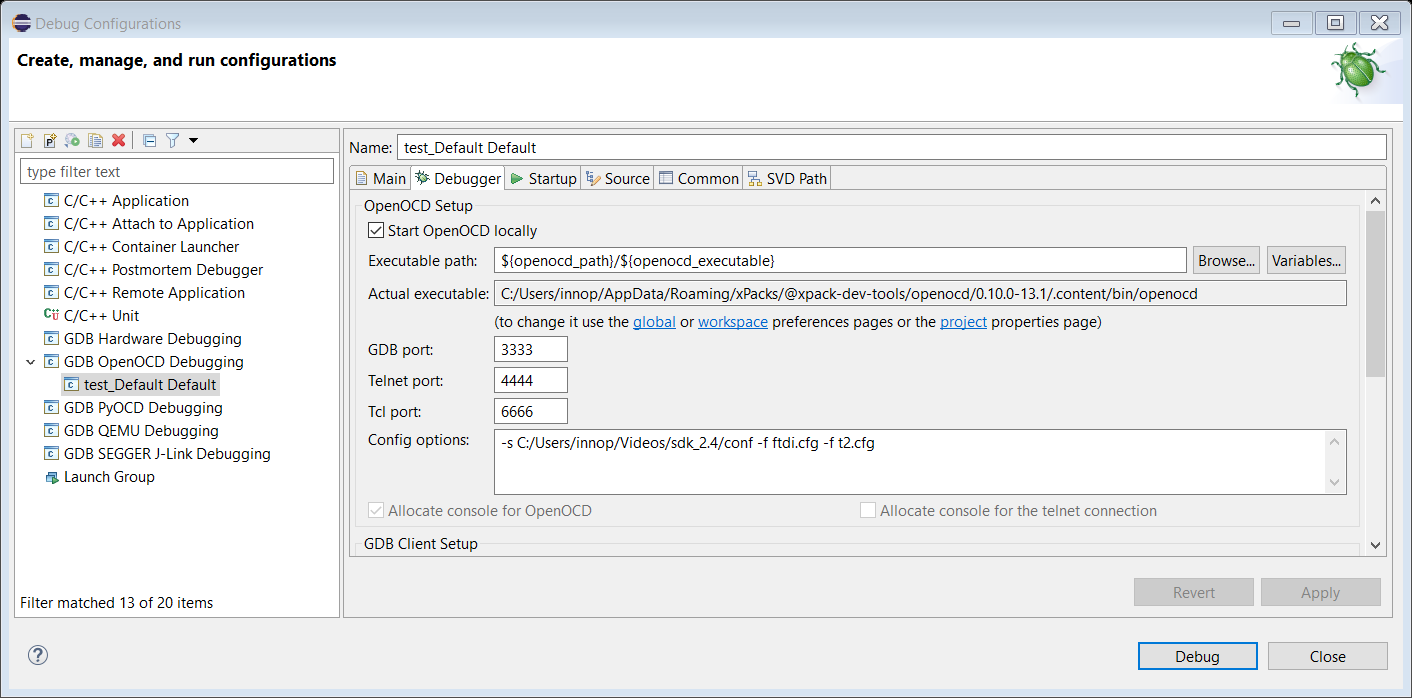 Debug Configurations
Create, manage, and run configurations
type filter text
C/C++ Application
C/C++ Attach to Application
C/C++ Container Launcher
C/C++ Postmortem Debugger
C/C++ Remote Application
C/C++ Unit
GDB Hardware Debugging
GDB OpenOCD Debugging
test_Default Default
GDB PyOCD Debugging
GDB QEMU Debugging
GDB SEGGER J-Link Debugging
Launch Group
Filter matched 13 of 20 items
Name: test_Default Default
Main Debugger Startup Source Common SVD Path
OpenOCD Setup
Start OpenOCD locally
Executable path: ${openocd_path}/${openocd_executable} Browse... Variables...
Actual executable: C:/Users/innop/AppData/Roaming/xPacks/@xpack-dev-tools/openocd/0.10.0-13.1/.content/bin/openocd
(to change it use the global or workspace preferences pages or the project properties page)
GDB port: 3333
Telnet port: 4444
Tcl port: 6666
Config options: -s C:/Users/innop/Videos/sdk_2.4/conf -f ftdi.cfg -f t2.cfg
Allocate console for OpenOCD Allocate console for the telnet connection
GDB Client Setup
Revert Apply
? Debug Close